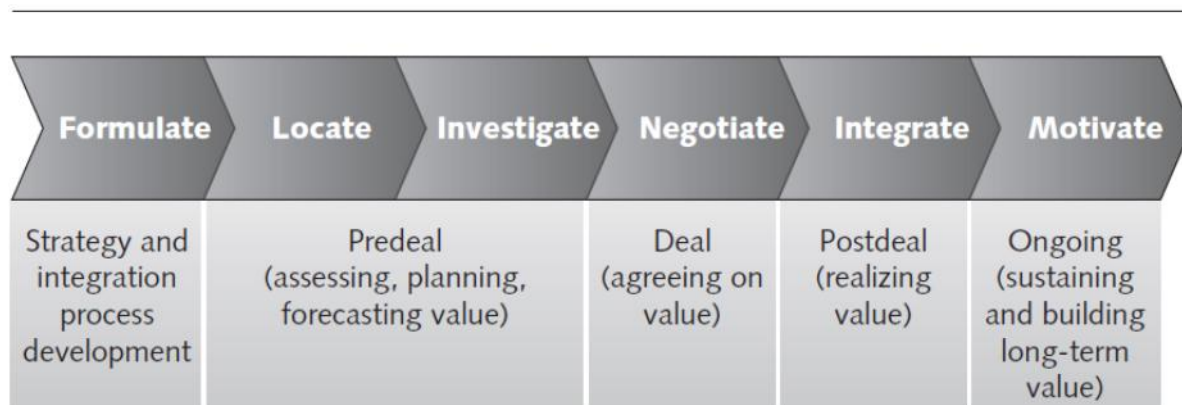 Formulate
Locate
Investigate
Negotiate
Integrate
Motivate
Strategy and
integration
process
development
Predeal
(assessing, planning,
forecasting value)
Deal
(agreeing on
value)
Postdeal
(realizing
value)
Ongoing
(sustaining
and building
long-term
value)